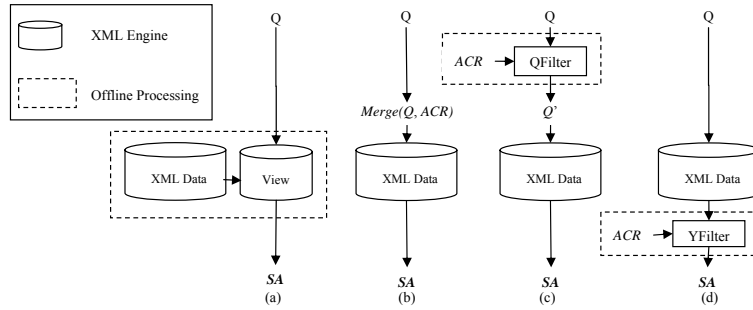 XML Engine
Offline Processing
Q
XML Data
View
SA
(a)
Q
Merge(Q, ACR)
XML Data
SA
(b)
Q
ACR
QFilter
Q’
XML Data
SA
(c)
Q
XML Data
ACR
YFilter
SA
(d)